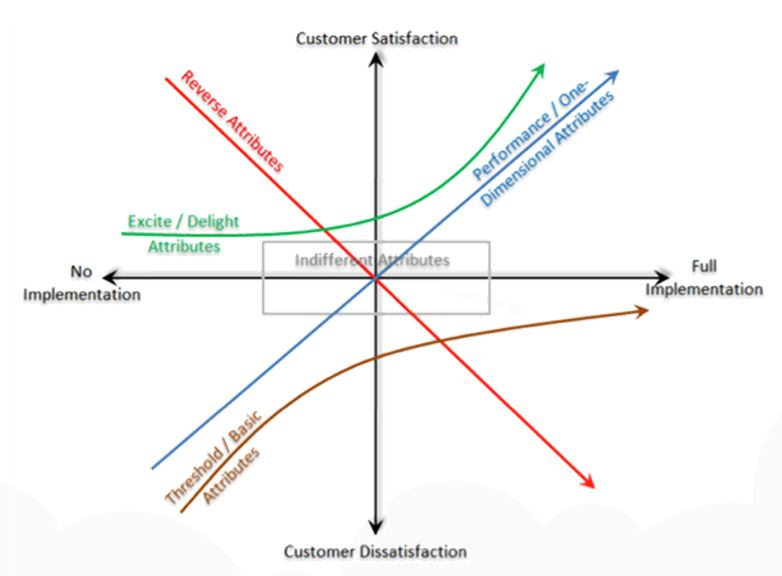 Customer Satisfaction
Reverse Attributes
Performance / One-
Dimensional Attributes
Excite / Delight
Attributes
Indifferent Attributes
No
Implementation
Full
Implementation
Threshold / Basic
Attributes
Customer Dissatisfaction